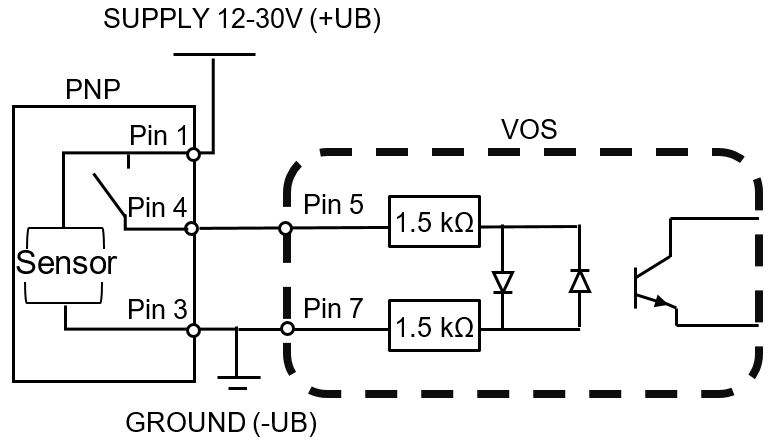 SUPPLY 12-30V (+UB)
PNP
Pin 1
VOS
Pin 4
Pin 5
1.5 kΩ
Sensor
Pin 3
Pin 7
1.5 kΩ
GROUND (-UB)